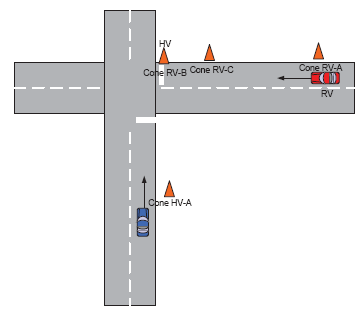 HV
Cone RV-B
Cone RV-C
Cone RV-A
RV
Cone HV-A